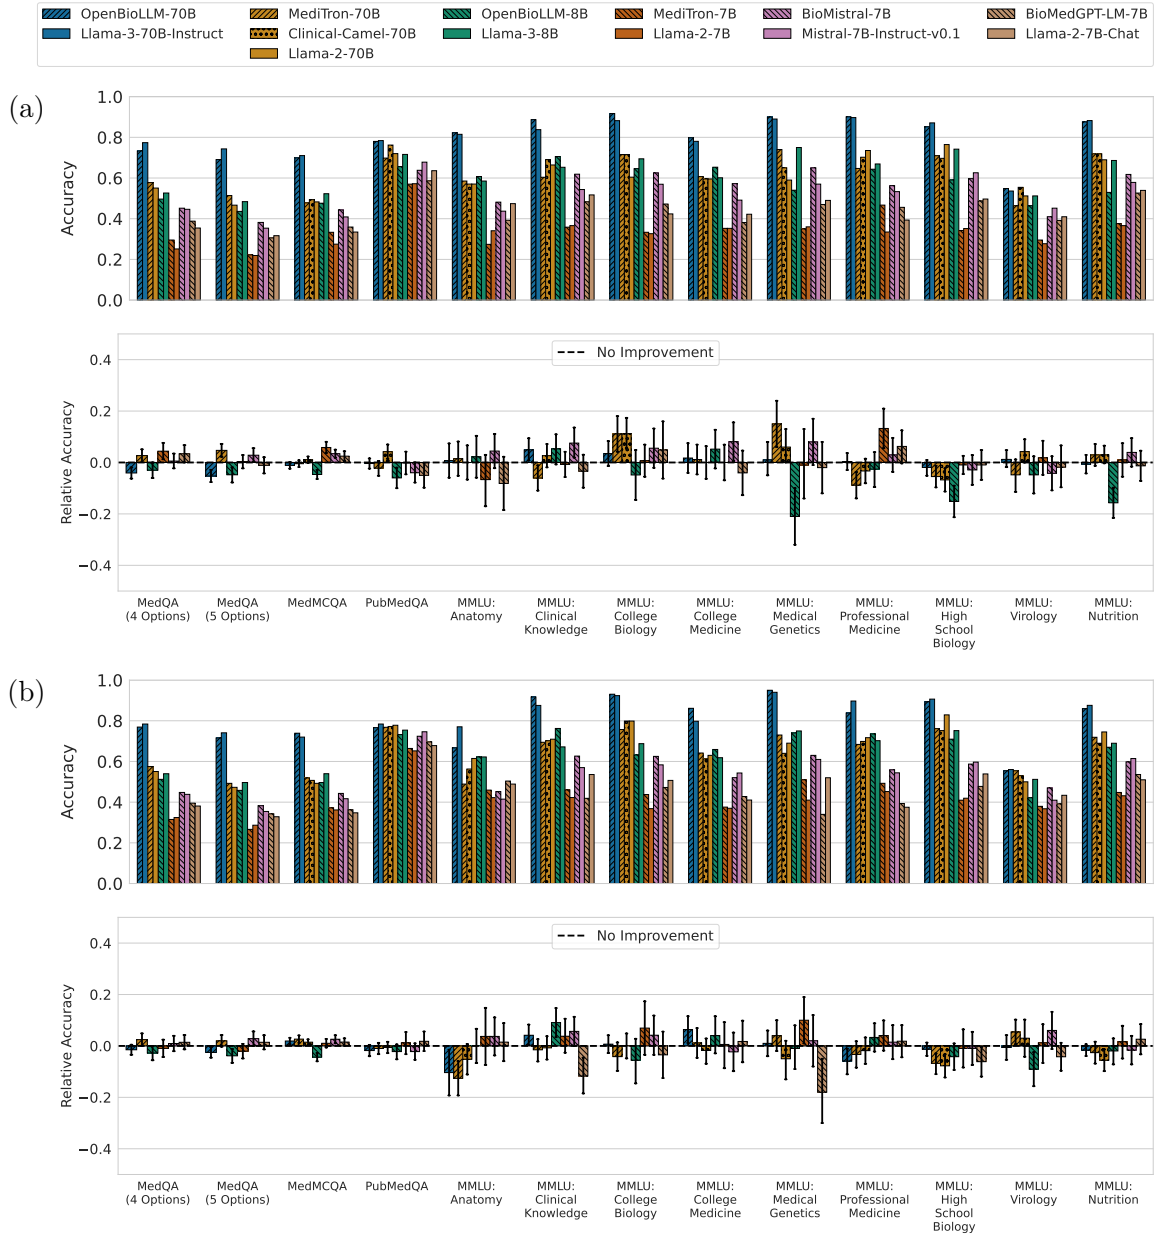 OpenBioLLM-70B MediTron-70B OpenBioLLM-8B MediTron-7B BioMistral-7B BioMedGPT-LM-7B
Llama-3-70B-Instruct Clinical-Camel-70B Llama-3-8B Llama-2-7B Mistral-7B-Instruct-v0.1 Llama-2-7B-Chat
Llama-2-70B
(a)
Accuracy
1.0
0.8
0.6
0.4
0.2
0.0
Relative Accuracy
0.4
0.2
0.0
−0.2
−0.4
No Improvement
MedQA
(4 Options)
MedQA
(5 Options)
MedMCQA
PubMedQA
MMLU:
Anatomy
MMLU:
Clinical
Knowledge
MMLU:
College
Biology
MMLU:
College
Medicine
MMLU:
Medical
Genetics
MMLU:
Professional
Medicine
MMLU:
High
School
Biology
MMLU:
Virology
MMLU:
Nutrition
(b)
Accuracy
1.0
0.8
0.6
0.4
0.2
0.0
Relative Accuracy
0.4
0.2
0.0
−0.2
−0.4
No Improvement
MedQA
(4 Options)
MedQA
(5 Options)
MedMCQA
PubMedQA
MMLU:
Anatomy
MMLU:
Clinical
Knowledge
MMLU:
College
Biology
MMLU:
College
Medicine
MMLU:
Medical
Genetics
MMLU:
Professional
Medicine
MMLU:
High
School
Biology
MMLU:
Virology
MMLU:
Nutrition